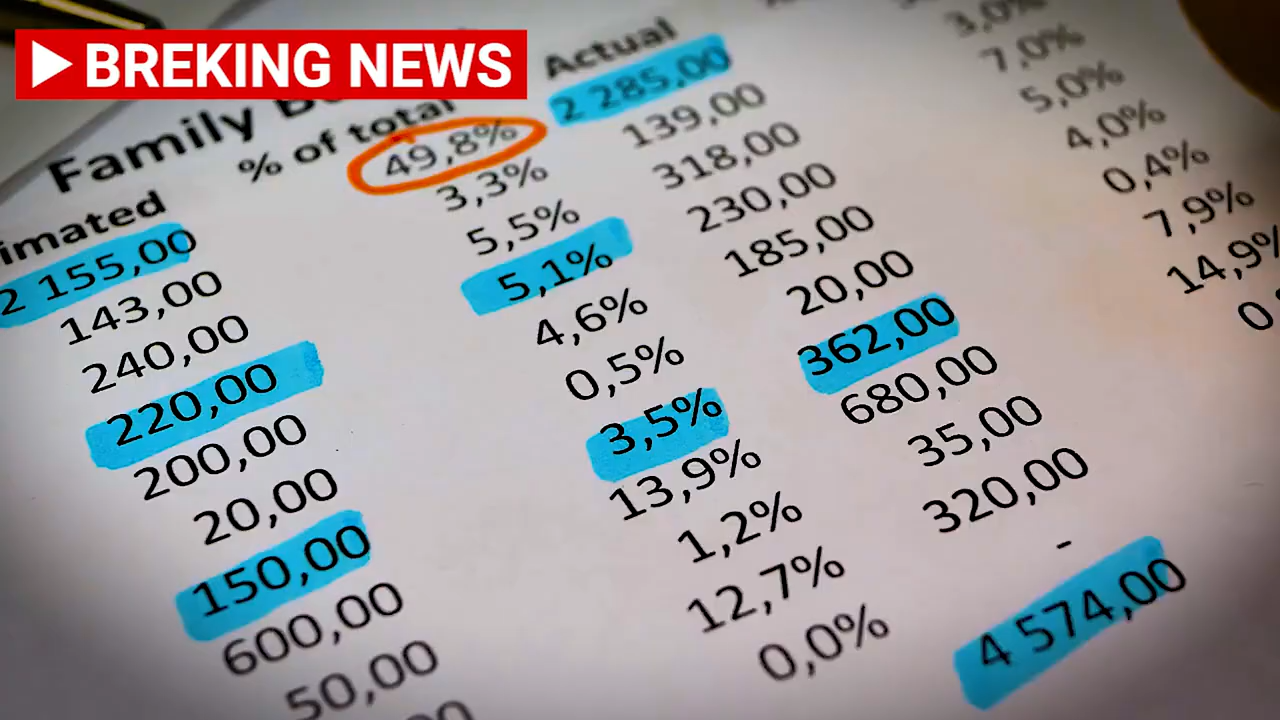 BREKING NEWS
Family
% of total
Actual
imated
2 155,00 49,8% 2 285,00 3,0%
143,00 3,3% 139,00 7,0%
240,00 5,5% 318,00 5,0%
220,00 5,1% 230,00 4,0%
200,00 4,6% 185,00 0,4%
20,00 0,5% 20,00 7,9%
150,00 3,5% 362,00 14,9%
600,00 13,9% 680,00
50,00 1,2% 35,00
12,7% 320,00
0,0% -
4 574,00